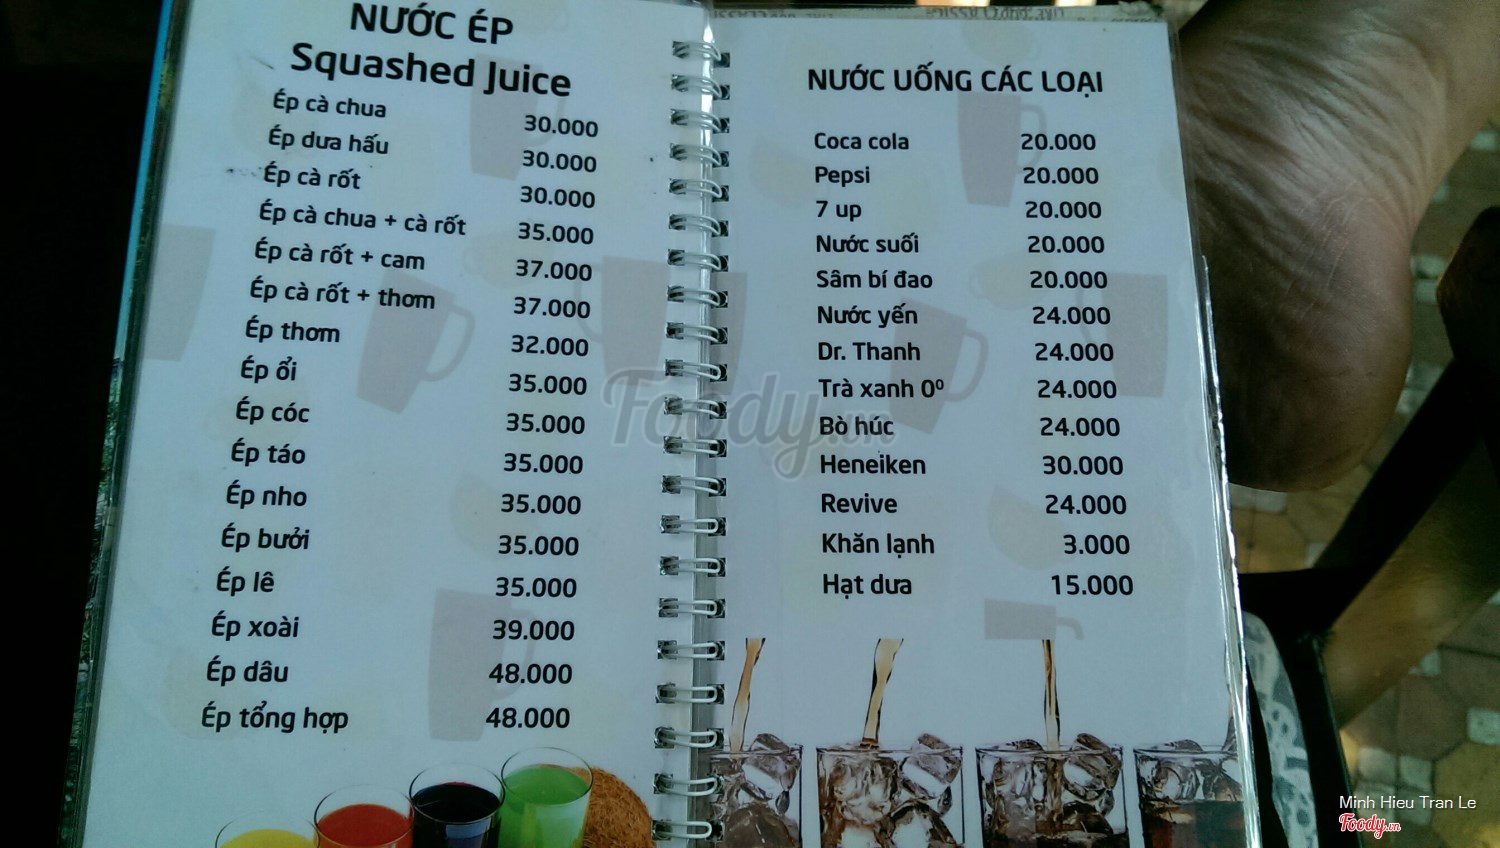 NƯỚC ÉP
Squashed Juice
Ép cà chua 30.000
Ép dưa hấu 30.000
Ép cà rốt 30.000
Ép cà chua + cà rốt 35.000
Ép cà rốt + cam 37.000
Ép cà rốt + thơm 37.000
Ép thơm 32.000
Ép ổi 35.000
Ép cóc 35.000
Ép táo 35.000
Ép nho 35.000
Ép bưởi 35.000
Ép lê 35.000
Ép xoài 39.000
Ép dâu 48.000
Ép tổng hợp 48.000
NƯỚC UỐNG CÁC LOẠI
Coca cola 20.000
Pepsi 20.000
7 up 20.000
Nước suối 20.000
Sâm bí đao 20.000
Nước yến 24.000
Dr. Thanh 24.000
Trà xanh 0º 24.000
Bò húc 24.000
Heneiken 30.000
Revive 24.000
Khăn lạnh 3.000
Hạt dưa 15.000
Foody.vn
Minh Hieu Tran Le
Foody.vn